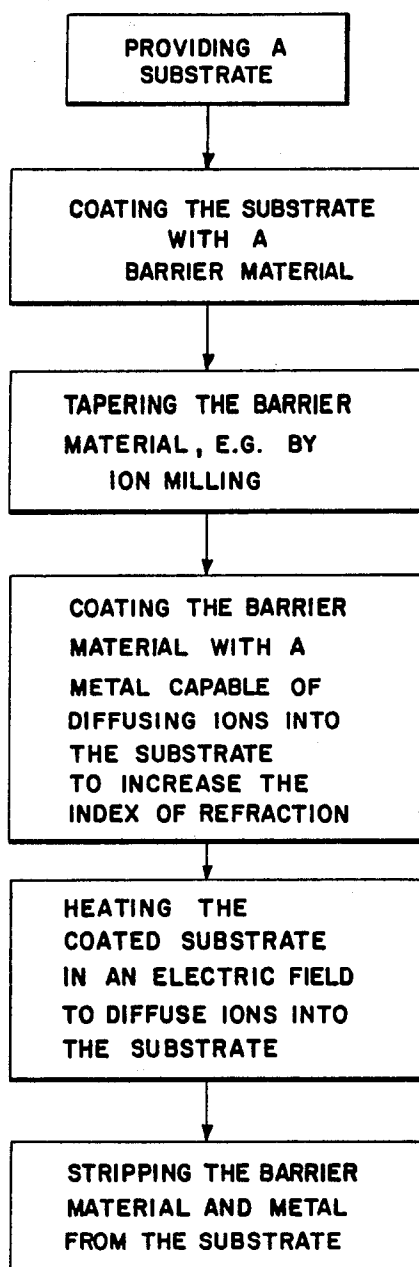 PROVIDING A
SUBSTRATE
COATING THE SUBSTRATE
WITH A
BARRIER MATERIAL
TAPERING THE BARRIER
MATERIAL, E.G. BY
ION MILLING
COATING THE BARRIER
MATERIAL WITH A
METAL CAPABLE OF
DIFFUSING IONS INTO
THE SUBSTRATE
TO INCREASE THE
INDEX OF REFRACTION
HEATING THE
COATED SUBSTRATE
IN AN ELECTRIC FIELD
TO DIFFUSE IONS INTO
THE SUBSTRATE
STRIPPING THE BARRIER
MATERIAL AND METAL
FROM THE SUBSTRATE